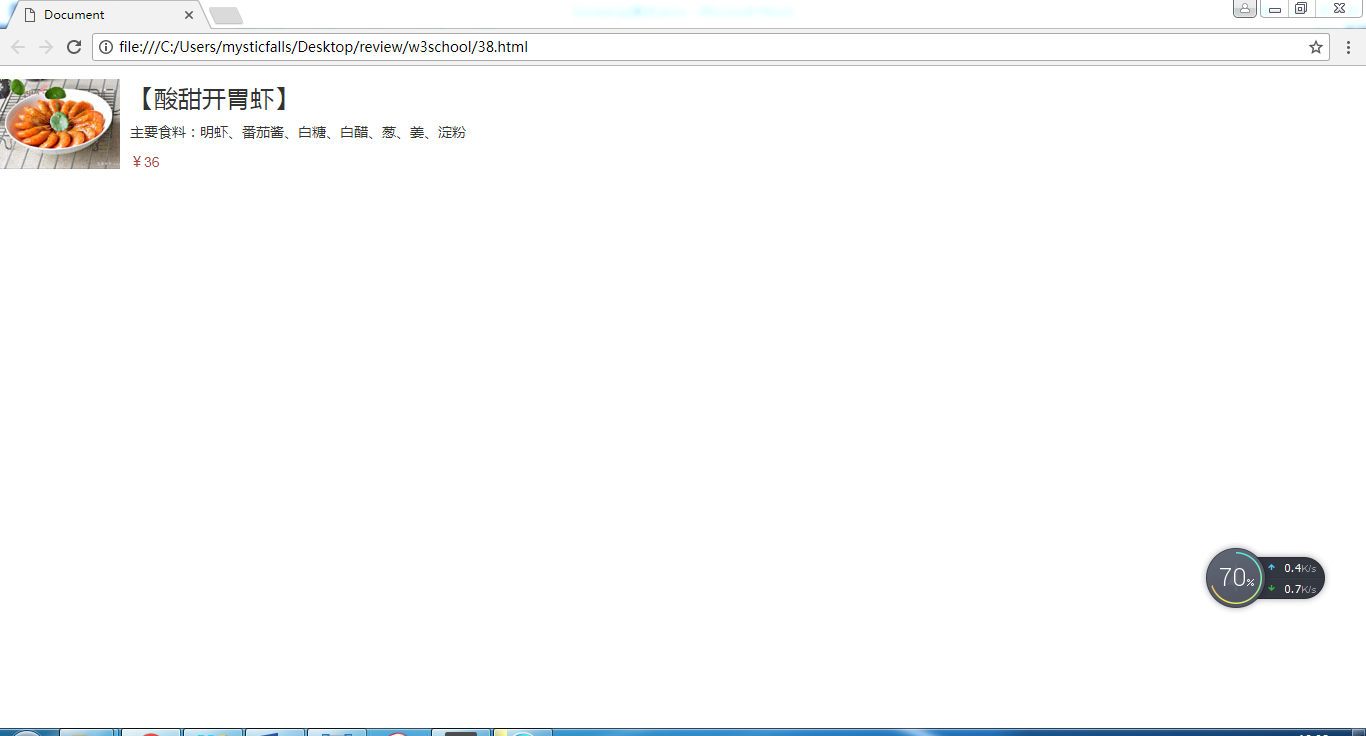 Document
file:///C:/Users/mysticfalls/Desktop/review/w3school/38.html
【酸甜开胃虾】
主要食料：明虾、番茄酱、白糖、白醋、葱、姜、淀粉
￥36
70%
0.4K/s
0.7K/s